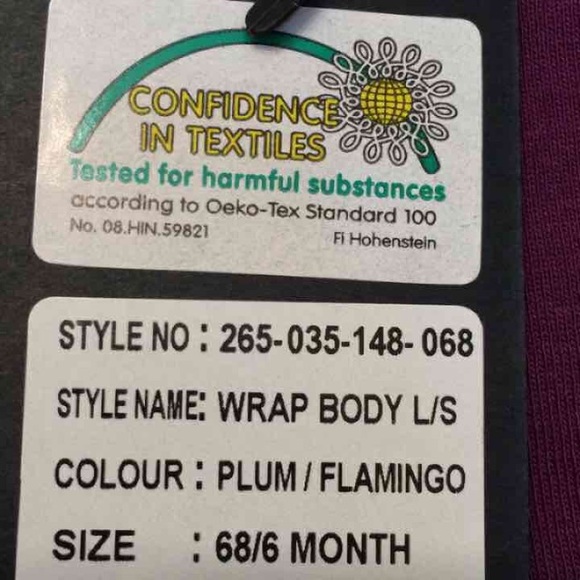 CONFIDENCE
IN TEXTILES
Tested for harmful substances
according to Oeko-Tex Standard 100
No. 08.HIN.59821 FI Hohenstein
STYLE NO : 265-035-148-068
STYLE NAME: WRAP BODY L/S
COLOUR : PLUM / FLAMINGO
SIZE : 68/6 MONTH